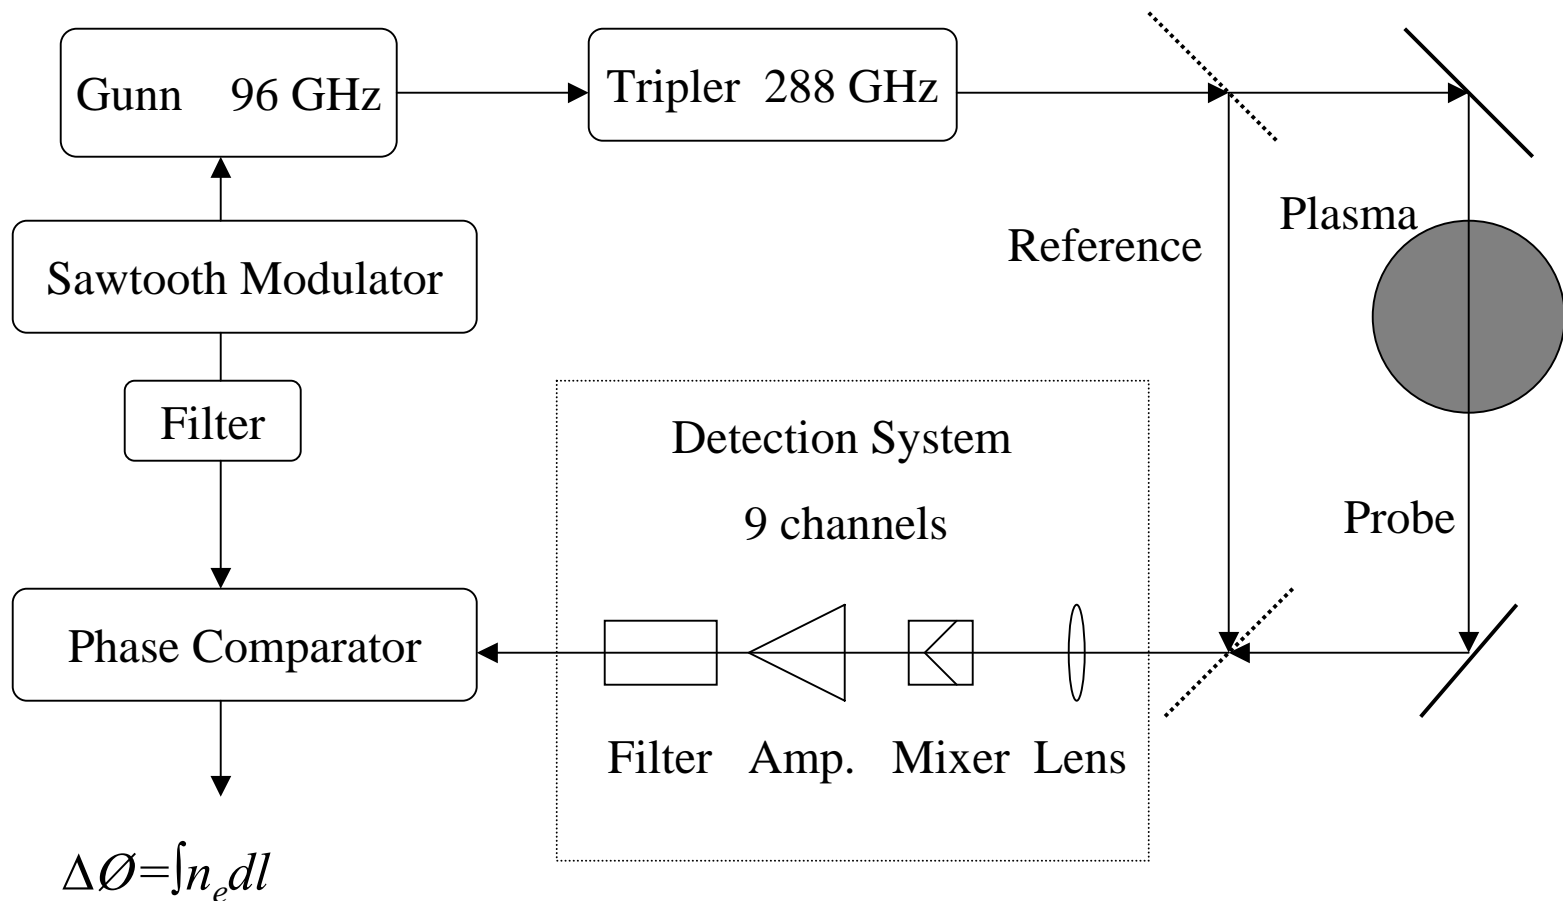 Gunn 96 GHz
Tripler 288 GHz
Plasma
Reference
Sawtooth Modulator
Filter
Detection System
9 channels
Probe
Phase Comparator
Filter Amp. Mixer Lens
ΔØ=∫nₑdl